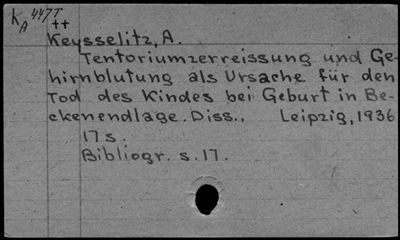 K 447T
A ++
Keysselitz, A.
Tentoriumzerreissung und Ge-
hirnblutung als Ursache für den
Tod des Kindes bei Geburt in Be-
ckenendlage. Diss.. Leipzig, 1936
17 s.
Bibliogr. s. 17.